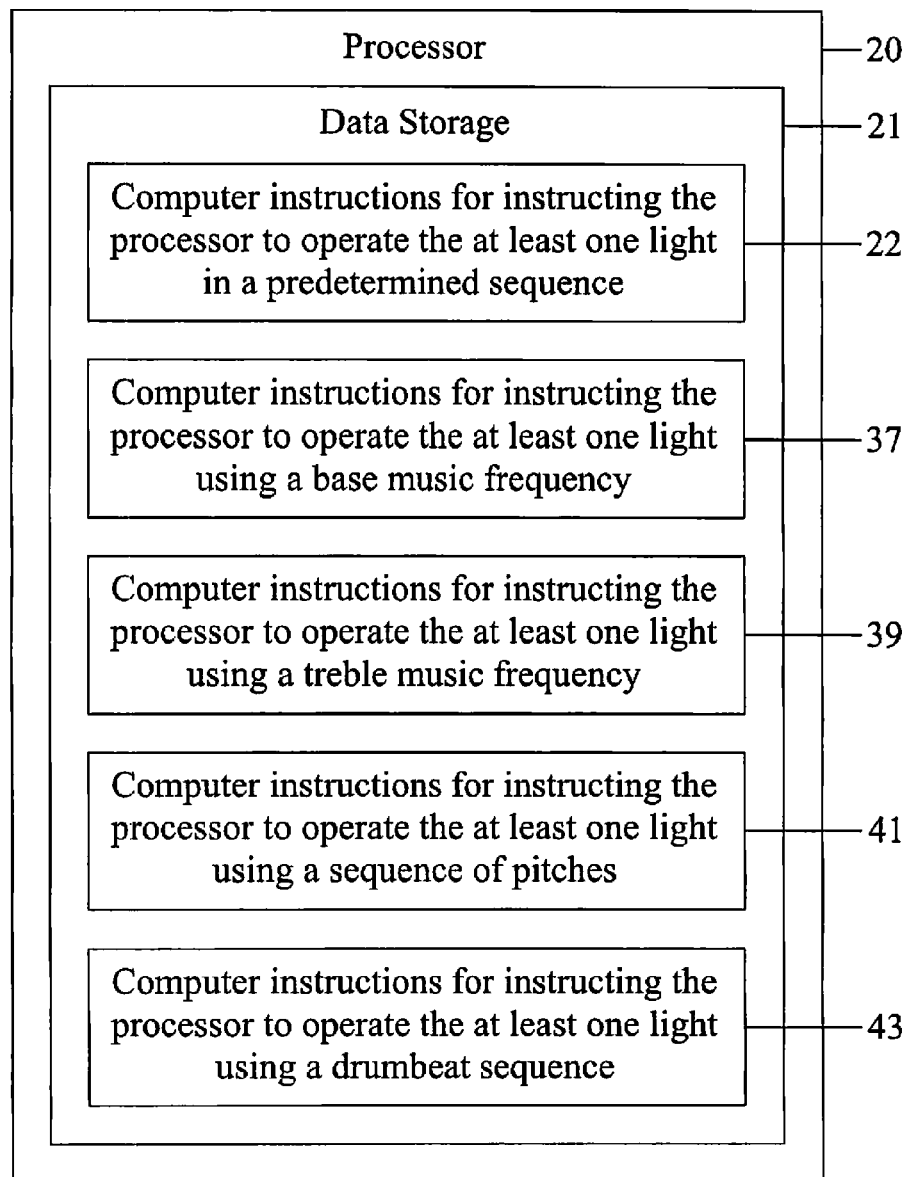 Processor
20
Data Storage
21
Computer instructions for instructing the
processor to operate the at least one light
in a predetermined sequence
22
Computer instructions for instructing the
processor to operate the at least one light
using a base music frequency
37
Computer instructions for instructing the
processor to operate the at least one light
using a treble music frequency
39
Computer instructions for instructing the
processor to operate the at least one light
using a sequence of pitches
41
Computer instructions for instructing the
processor to operate the at least one light
using a drumbeat sequence
43